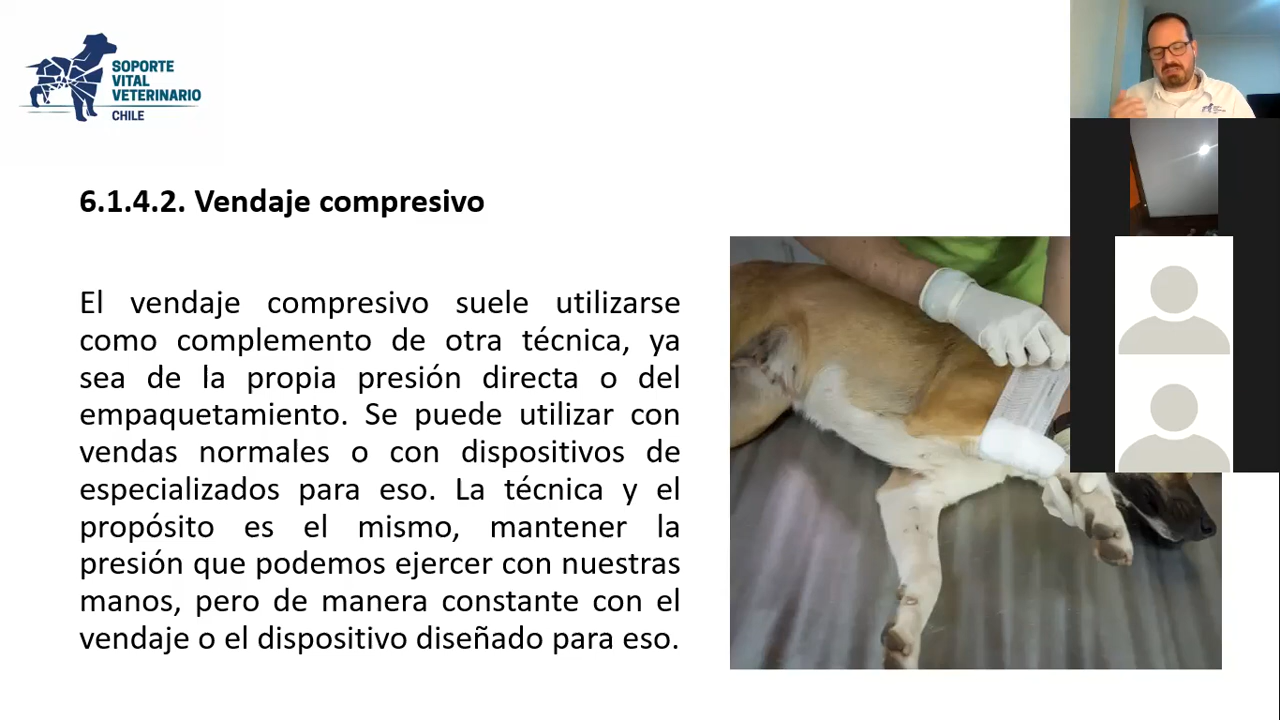 SOPORTE
VITAL
VETERINARIO
CHILE
6.1.4.2. Vendaje compresivo
El vendaje compresivo suele utilizarse
como complemento de otra técnica, ya
sea de la propia presión directa o del
empaquetamiento. Se puede utilizar con
vendas normales o con dispositivos de
especializados para eso. La técnica y el
propósito es el mismo, mantener la
presión que podemos ejercer con nuestras
manos, pero de manera constante con el
vendaje o el dispositivo diseñado para eso.